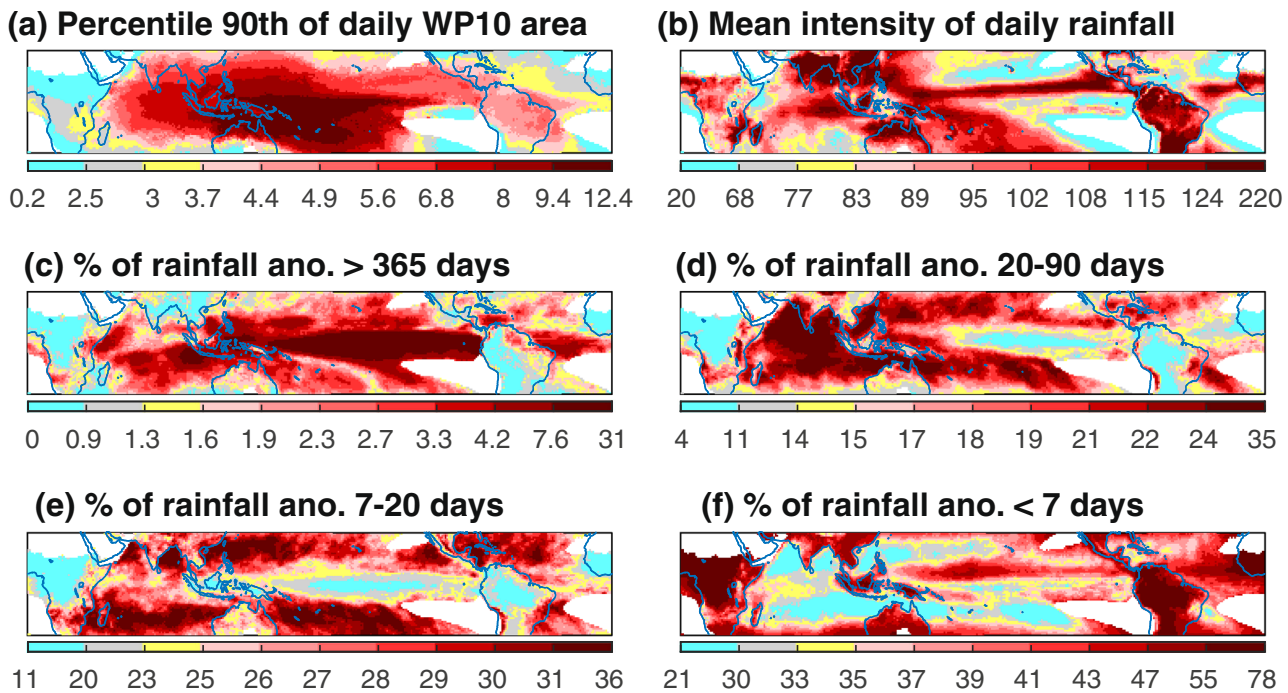 (a) Percentile 90th of daily WP10 area
(b) Mean intensity of daily rainfall
0.2 2.5 3 3.7 4.4 4.9 5.6 6.8 8 9.4 12.4
20 68 77 83 89 95 102 108 115 124 220
(c) % of rainfall ano. > 365 days
(d) % of rainfall ano. 20-90 days
0 0.9 1.3 1.6 1.9 2.3 2.7 3.3 4.2 7.6 31
4 11 14 15 17 18 19 21 22 24 35
(e) % of rainfall ano. 7-20 days
(f) % of rainfall ano. < 7 days
11 20 23 25 26 27 28 29 30 31 36
21 30 33 35 37 39 41 43 47 55 78